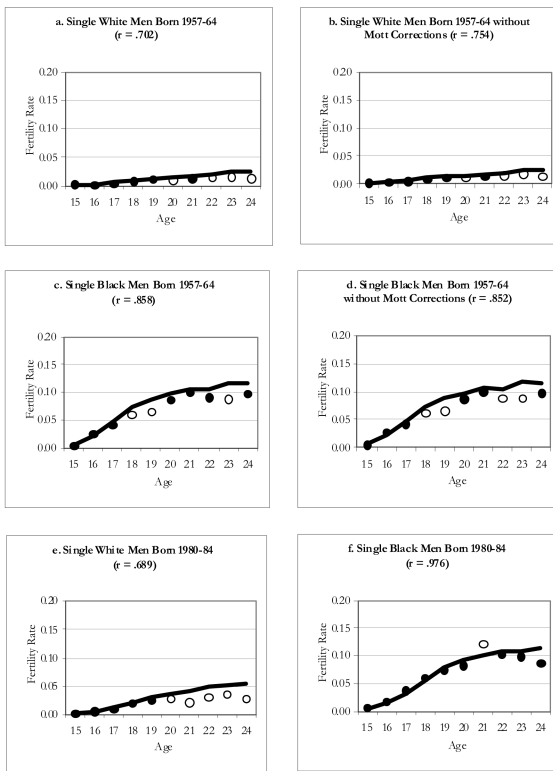 a. Single White Men Born 1957-64
(r = .702)
0.20
0.15
0.10
0.05
0.00
Fertility Rate
15 16 17 18 19 20 21 22 23 24
Age
b. Single White Men Born 1957-64 without
Mott Corrections (r = .754)
0.20
0.15
0.10
0.05
0.00
Fertility Rate
15 16 17 18 19 20 21 22 23 24
Age
c. Single Black Men Born 1957-64
(r = .858)
0.20
0.15
0.10
0.05
0.00
Fertility Rate
15 16 17 18 19 20 21 22 23 24
Age
d. Single Black Men Born 1957-64
without Mott Corrections (r = .852)
0.20
0.15
0.10
0.05
0.00
Fertility Rate
15 16 17 18 19 20 21 22 23 24
Age
e. Single White Men Born 1980-84
(r = .689)
0.20
0.15
0.10
0.05
0.00
Fertility Rate
15 16 17 18 19 20 21 22 23 24
Age
f. Single Black Men Born 1980-84
(r = .976)
0.20
0.15
0.10
0.05
0.00
Fertility Rate
15 16 17 18 19 20 21 22 23 24
Age